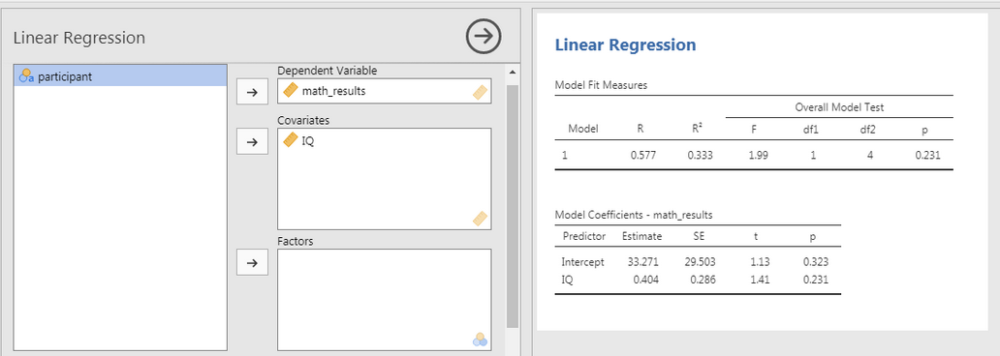 Linear Regression
participant
Dependent Variable
math_results
Covariates
IQ
Factors
Linear Regression
Model Fit Measures
Overall Model Test
Model R R² F df1 df2 p
1 0.577 0.333 1.99 1 4 0.231
Model Coefficients - math_results
Predictor Estimate SE t p
Intercept 33.271 29.503 1.13 0.323
IQ 0.404 0.286 1.41 0.231